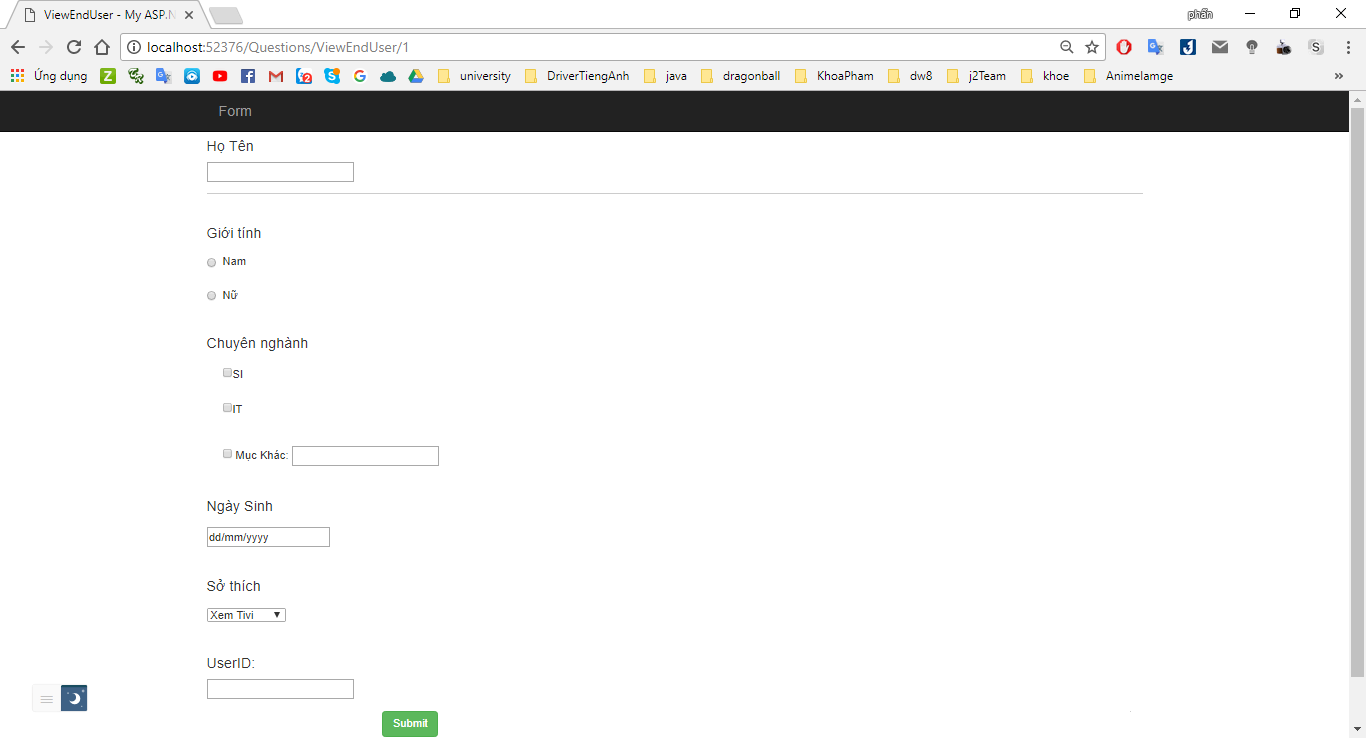 ViewEndUser - My ASP.N
phấn
localhost:52376/Questions/ViewEndUser/1
Ứng dụng university DriverTiengAnh java dragonball KhoaPham dw8 j2Team khoe Animelamge »
Form
Họ Tên
Giới tính
Nam
Nữ
Chuyên nghành
SI
IT
Mục Khác:
Ngày Sinh
dd/mm/yyyy
Sở thích
Xem Tivi
UserID:
Submit